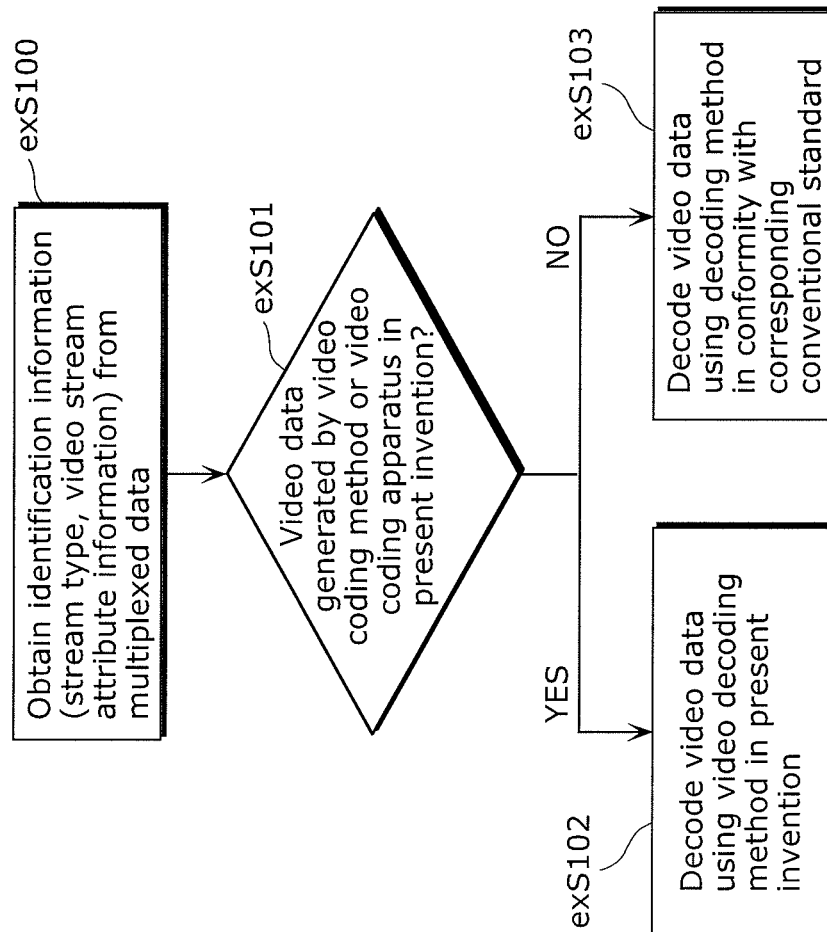 exS100
Obtain identification information
(stream type, video stream
attribute information) from
multiplexed data
exS101
Video data
generated by video
coding method or video
coding apparatus in
present invention?
YES
NO
exS102
Decode video data
using video decoding
method in present
invention
exS103
Decode video data
using decoding method
in conformity with
corresponding
conventional standard